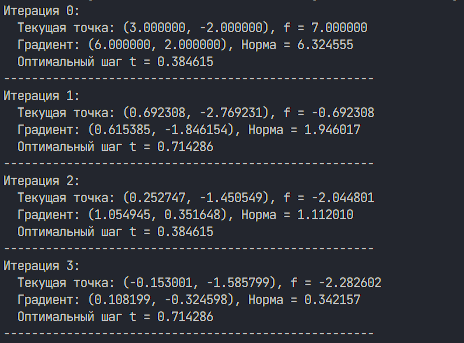 Итерация 0:
Текущая точка: (3.000000, -2.000000), f = 7.000000
Градиент: (6.000000, 2.000000), Норма = 6.324555
Оптимальный шаг t = 0.384615
--------------------------------------------------
Итерация 1:
Текущая точка: (0.692308, -2.769231), f = -0.692308
Градиент: (0.615385, -1.846154), Норма = 1.946017
Оптимальный шаг t = 0.714286
--------------------------------------------------
Итерация 2:
Текущая точка: (0.252747, -1.450549), f = -2.044801
Градиент: (1.054945, 0.351648), Норма = 1.112010
Оптимальный шаг t = 0.384615
--------------------------------------------------
Итерация 3:
Текущая точка: (-0.153001, -1.585799), f = -2.282602
Градиент: (0.108199, -0.324598), Норма = 0.342157
Оптимальный шаг t = 0.714286
--------------------------------------------------